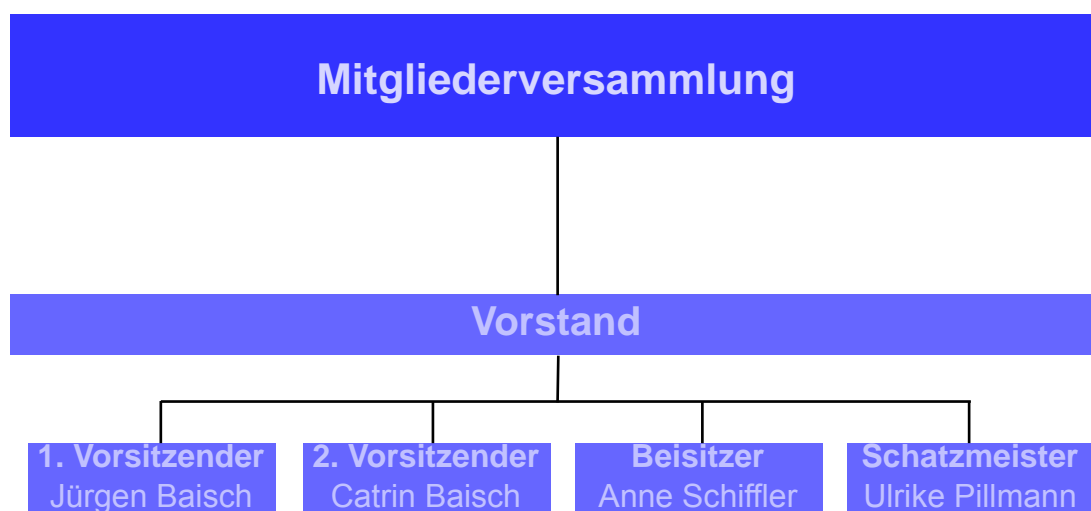 Mitgliederversammlung
Vorstand
1. Vorsitzender
Jürgen Baisch
2. Vorsitzender
Catrin Baisch
Beisitzer
Anne Schiffler
Schatzmeister
Ulrike Pillmann